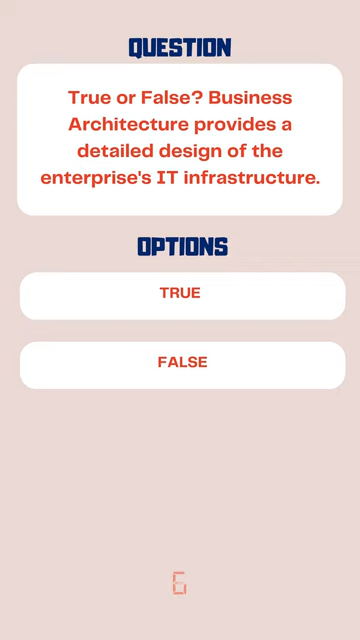 QUESTION
True or False? Business
Architecture provides a
detailed design of the
enterprise's IT infrastructure.
OPTIONS
TRUE
FALSE
6